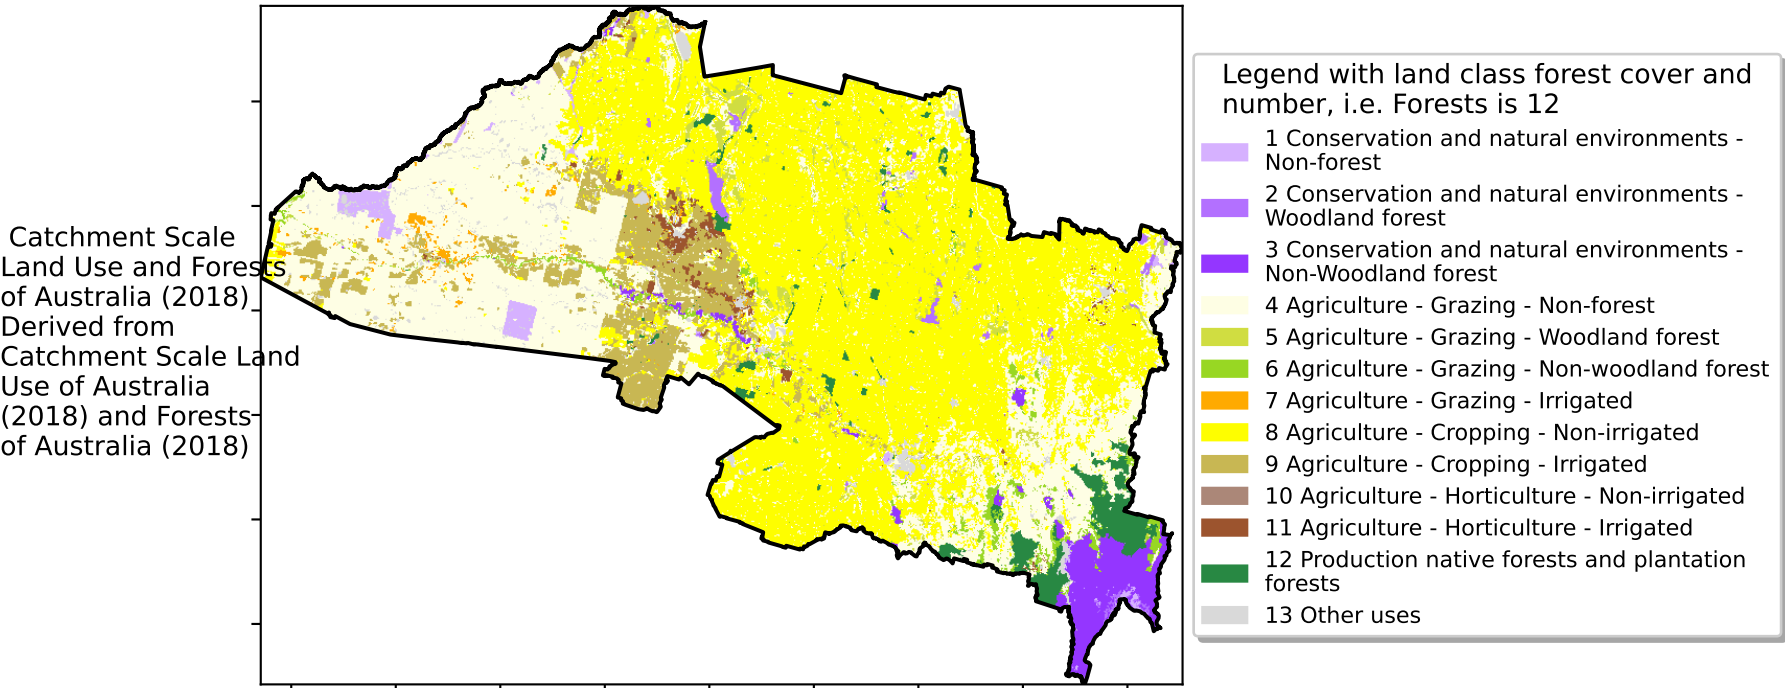 Catchment Scale
Land Use and Forests
of Australia (2018)
Derived from
Catchment Scale Land
Use of Australia
(2018) and Forests
of Australia (2018)
Legend with land class forest cover and
number, i.e. Forests is 12
1 Conservation and natural environments -
Non-forest
2 Conservation and natural environments -
Woodland forest
3 Conservation and natural environments -
Non-Woodland forest
4 Agriculture - Grazing - Non-forest
5 Agriculture - Grazing - Woodland forest
6 Agriculture - Grazing - Non-woodland forest
7 Agriculture - Grazing - Irrigated
8 Agriculture - Cropping - Non-irrigated
9 Agriculture - Cropping - Irrigated
10 Agriculture - Horticulture - Non-irrigated
11 Agriculture - Horticulture - Irrigated
12 Production native forests and plantation
forests
13 Other uses